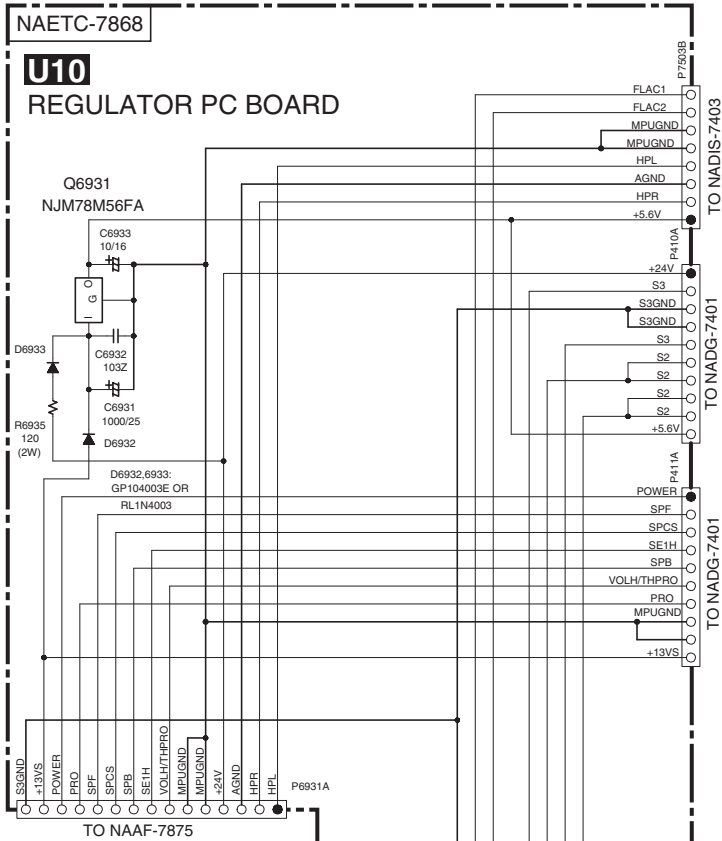 NAETC-7868
U10
REGULATOR PC BOARD
Q6931
NJM78M56FA
C6933
10/16
O
G
I
C6932
103Z
C6931
1000/25
D6933
R6935
120
(2W)
D6932
D6932,6933:
GP104003E OR
RL1N4003
P7503B
FLAC1
FLAC2
MPUGND
MPUGND
HPL
AGND
HPR
+5.6V
TO NADIS-7403
P410A
+24V
S3
S3GND
S3GND
S3
S2
S2
S2
S2
+5.6V
TO NADG-7401
P411A
POWER
SPF
SPCS
SE1H
SPB
VOLH/THPRO
PRO
MPUGND
+13VS
TO NADG-7401
S3GND
+13VS
POWER
PRO
SPF
SPCS
SPB
SE1H
VOLH/THPRO
MPUGND
MPUGND
+24V
AGND
HPR
HPL
P6931A
TO NAAF-7875